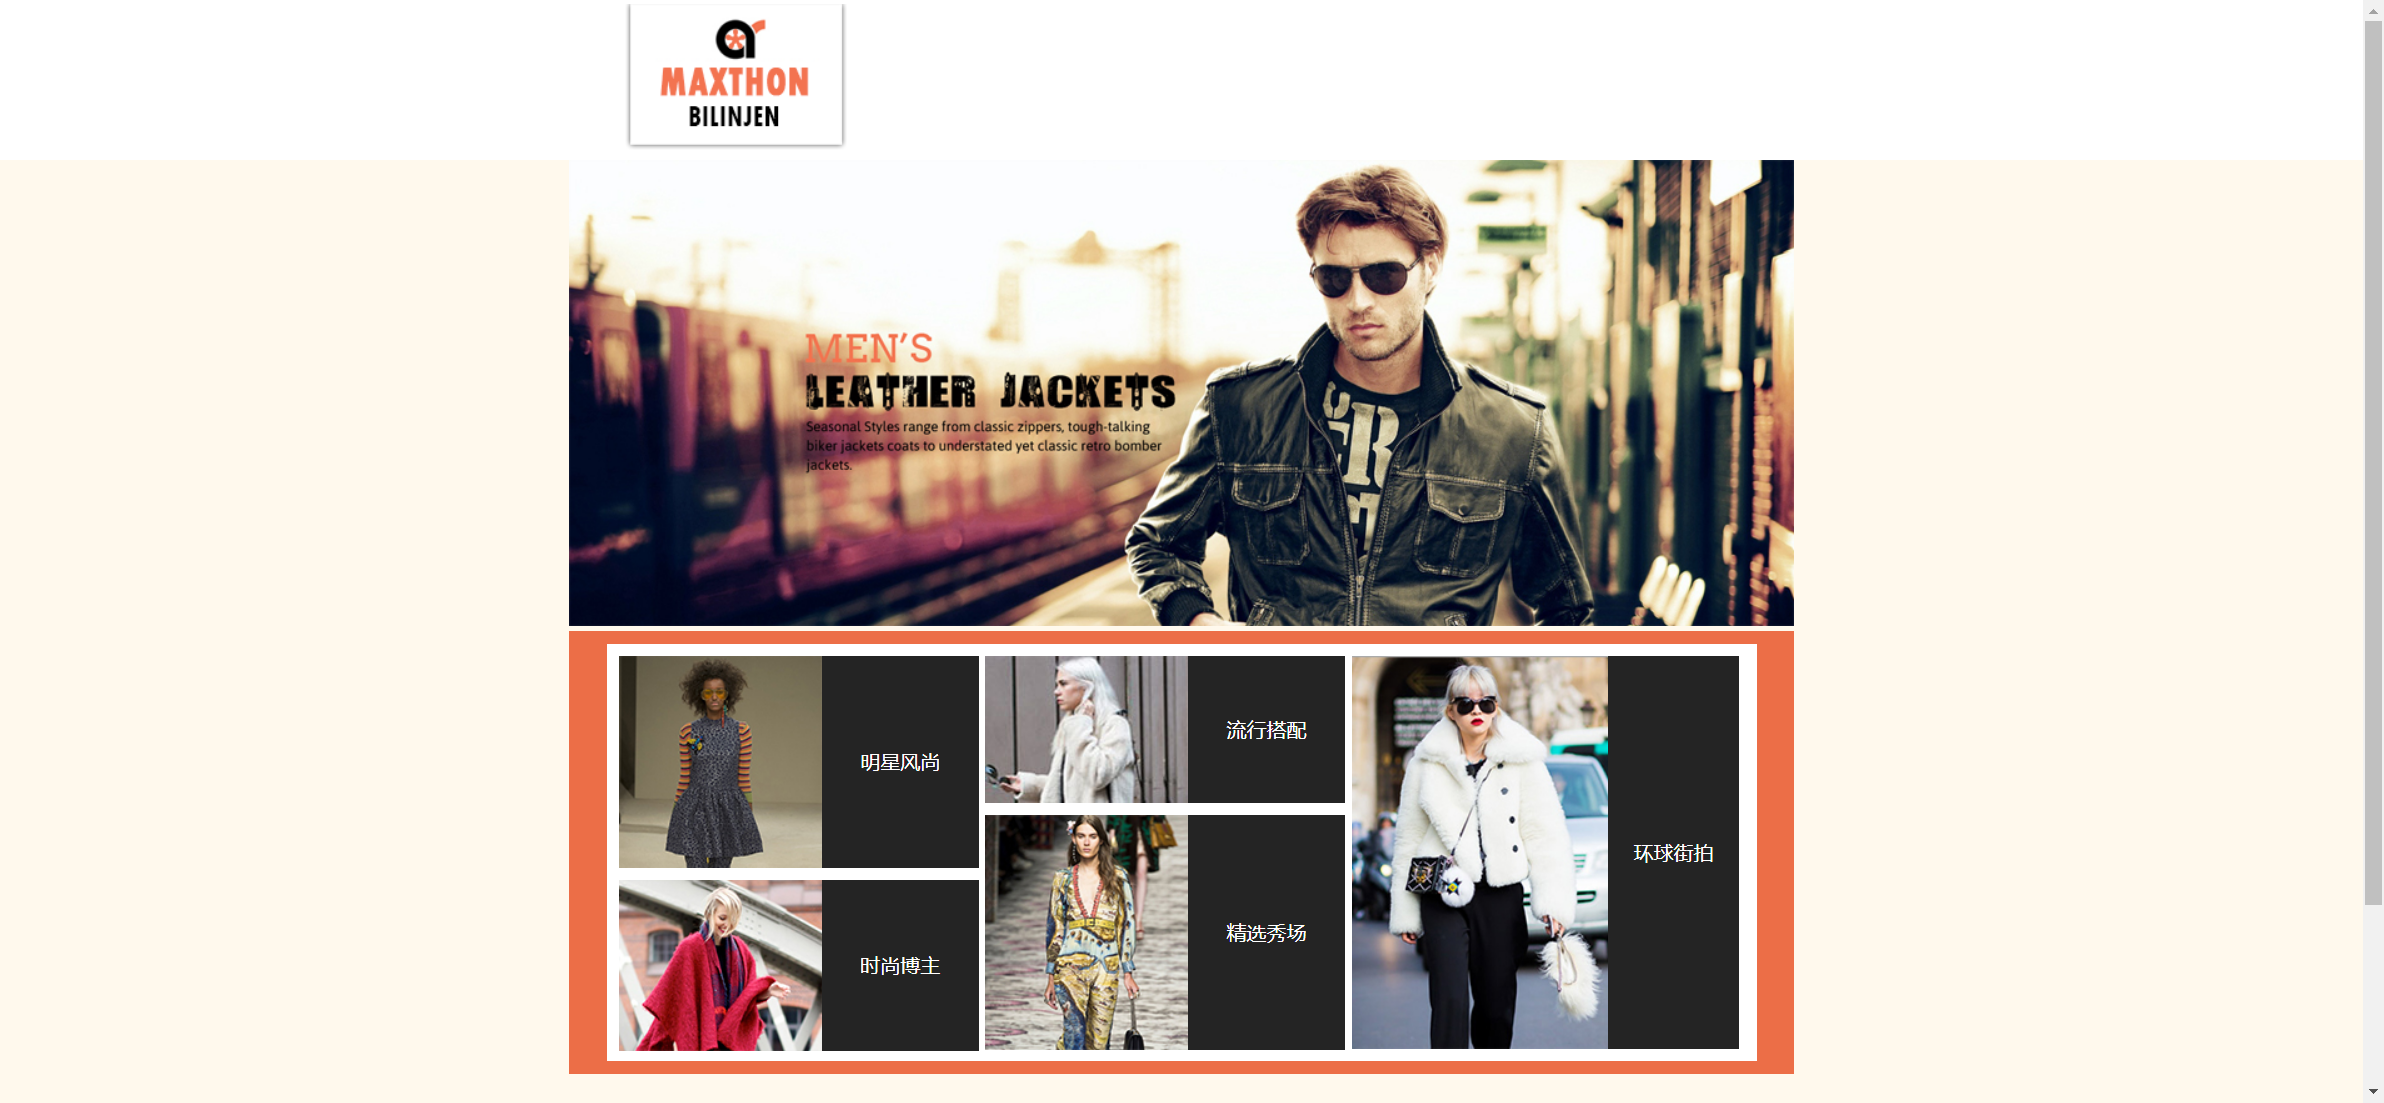 MAXTHON
BILINJEN
MEN'S
LEATHER JACKETS
Seasonal Styles range from classic zippers, tough-talking
biker jackets coats to understated yet classic retro bomber
jackets.
明星风尚
流行搭配
环球街拍
时尚博主
精选秀场